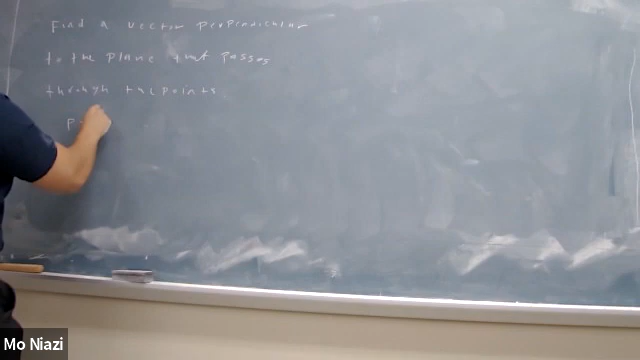 Find a vector perpendicular
to the plane that passes
through the points
P
Mo Niazi